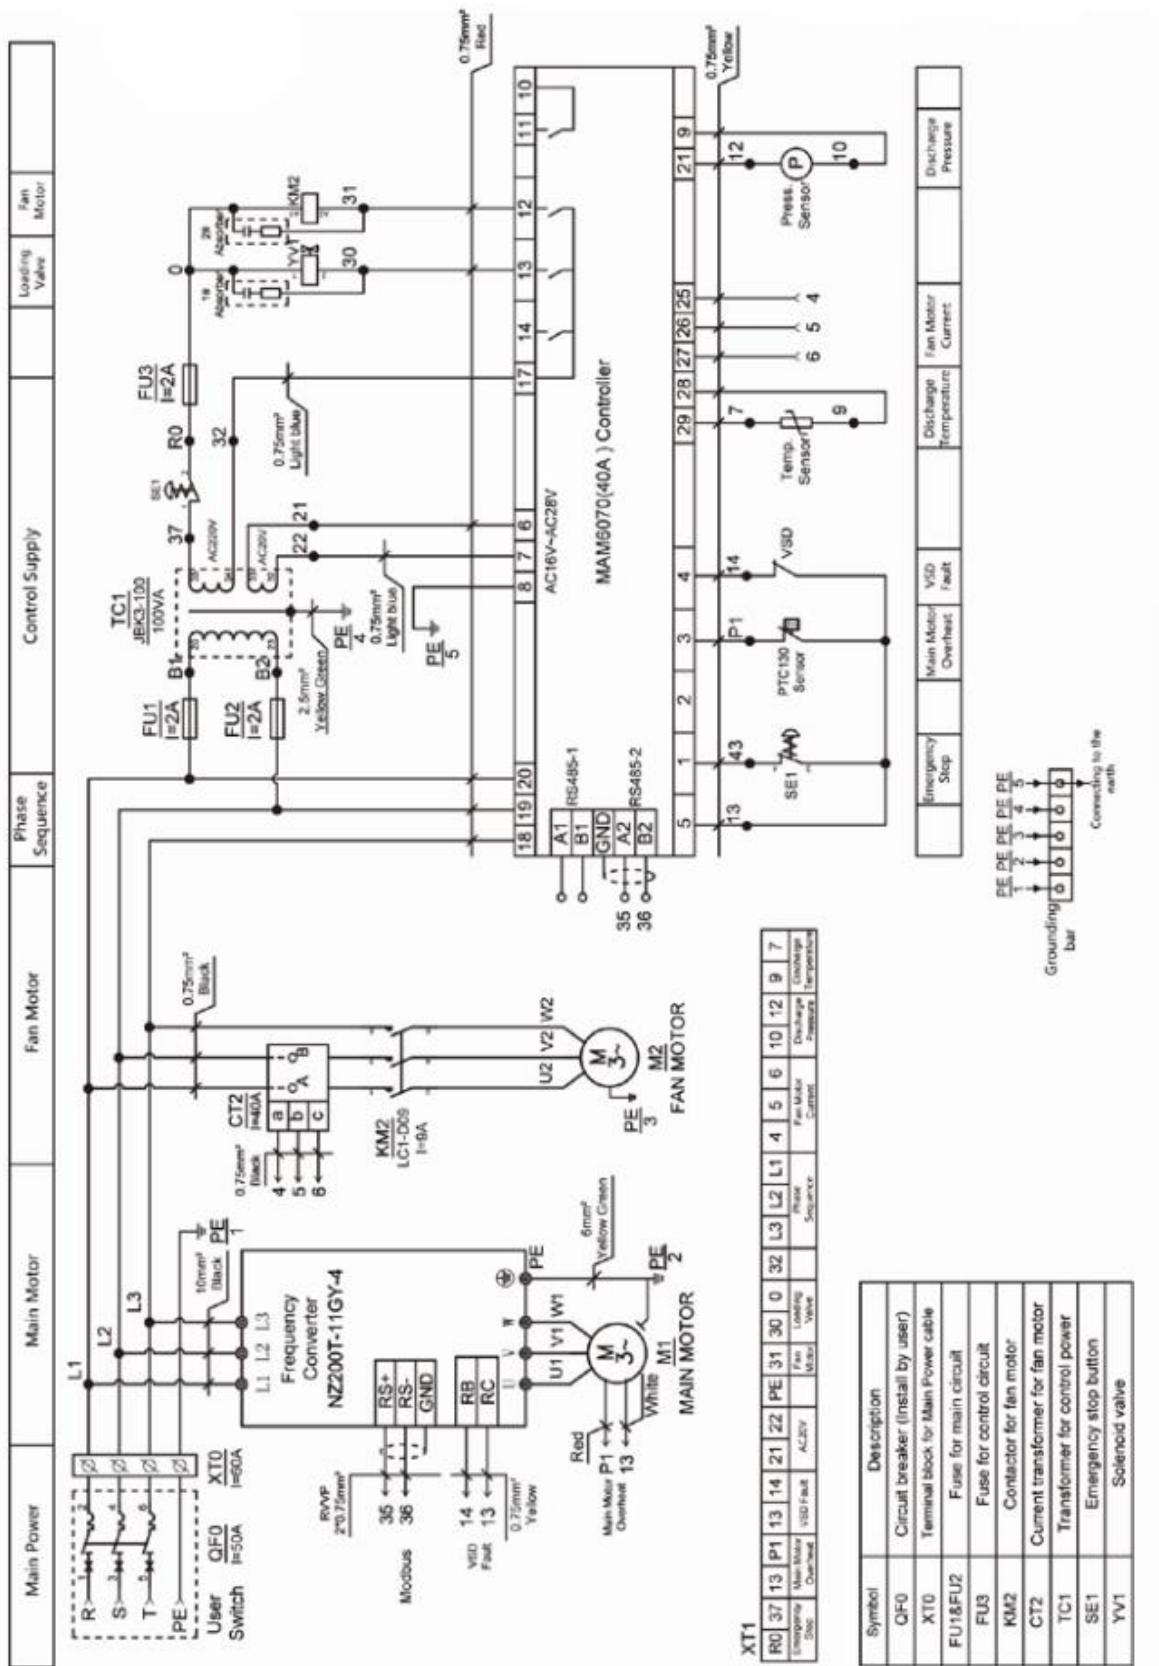 Main Power
Main Motor
Fan Motor
Phase
Sequence
Control Supply
Loading
Valve
Fan
Motor
R
S
T
PE
1
3
5
2
4
6
User
Switch
QF0
I=50A
XT0
I=60A
L1
L2
L3
PE
1
10mm²
Black
L1 L2 L3
Frequency
Converter
NZ200T-11GY-4
RS+
RS-
GND
RB
RC
U
V
W
PE
RVVP
2*0.75mm²
35
36
Modbus
14
13
VSD
Fault
0.75mm²
Yellow
U1
V1
W1
M
3~
M1
MAIN MOTOR
Red
White
P1
13
Main Motor
Overheat
6mm²
Yellow Green
PE
2
0.75mm²
Black
CT2
I=40A
A
B
a
b
c
0.75mm²
Black
4
5
6
KM2
LC1-D09
I=9A
U2
V2
W2
M
3~
M2
FAN MOTOR
PE
3
FU1
I=2A
FU2
I=2A
B1
B2
TC1
JBK3-100
100VA
AC220V
AC20V
2.5mm²
Yellow Green
PE
4
37
SE1
R0
FU3
I=2A
0
32
21
22
0.75mm²
Light blue
0.75mm²
Light blue
PE
5
Absorber
YV1
30
Absorber
KM2
31
0.75mm²
Red
18
19
20
8
7
6
17
14
13
12
11
10
AC16V~AC28V
MAM6070(40A ) Controller
A1
B1
GND
A2
B2
RS485-1
RS485-2
35
36
5
1
2
3
4
29
28
27
26
25
21
9
0.75mm²
Yellow
13
43
SE1
P1
PTC130
Sensor
14
VSD
7
Temp.
Sensor
9
6
5
4
12
P
Press.
Sensor
10
Emergency
Stop
Main Motor
Overheat
VSD
Fault
Discharge
Temperature
Fan Motor
Current
Discharge
Pressure
XT1
R0 37 13 P1 13 14 21 22 PE 31 30 0 32 L3 L2 L1 4 5 6 10 12 9 7
Emergency
Stop
Main Motor
Overheat
VSD Fault
AC20V
Fan
Motor
Loading
Valve
Phase
Sequence
Fan Motor
Current
Discharge
Pressure
Discharge
Temperature
PE PE PE PE PE
1 2 3 4 5
Grounding
bar
Connecting to the
earth
Symbol Description
QF0 Circuit breaker (Install by user)
XT0 Terminal block for Main Power cable
FU1&FU2 Fuse for main circuit
FU3 Fuse for control circuit
KM2 Contactor for fan motor
CT2 Current transformer for fan motor
TC1 Transformer for control power
SE1 Emergency stop button
YV1 Solenoid valve